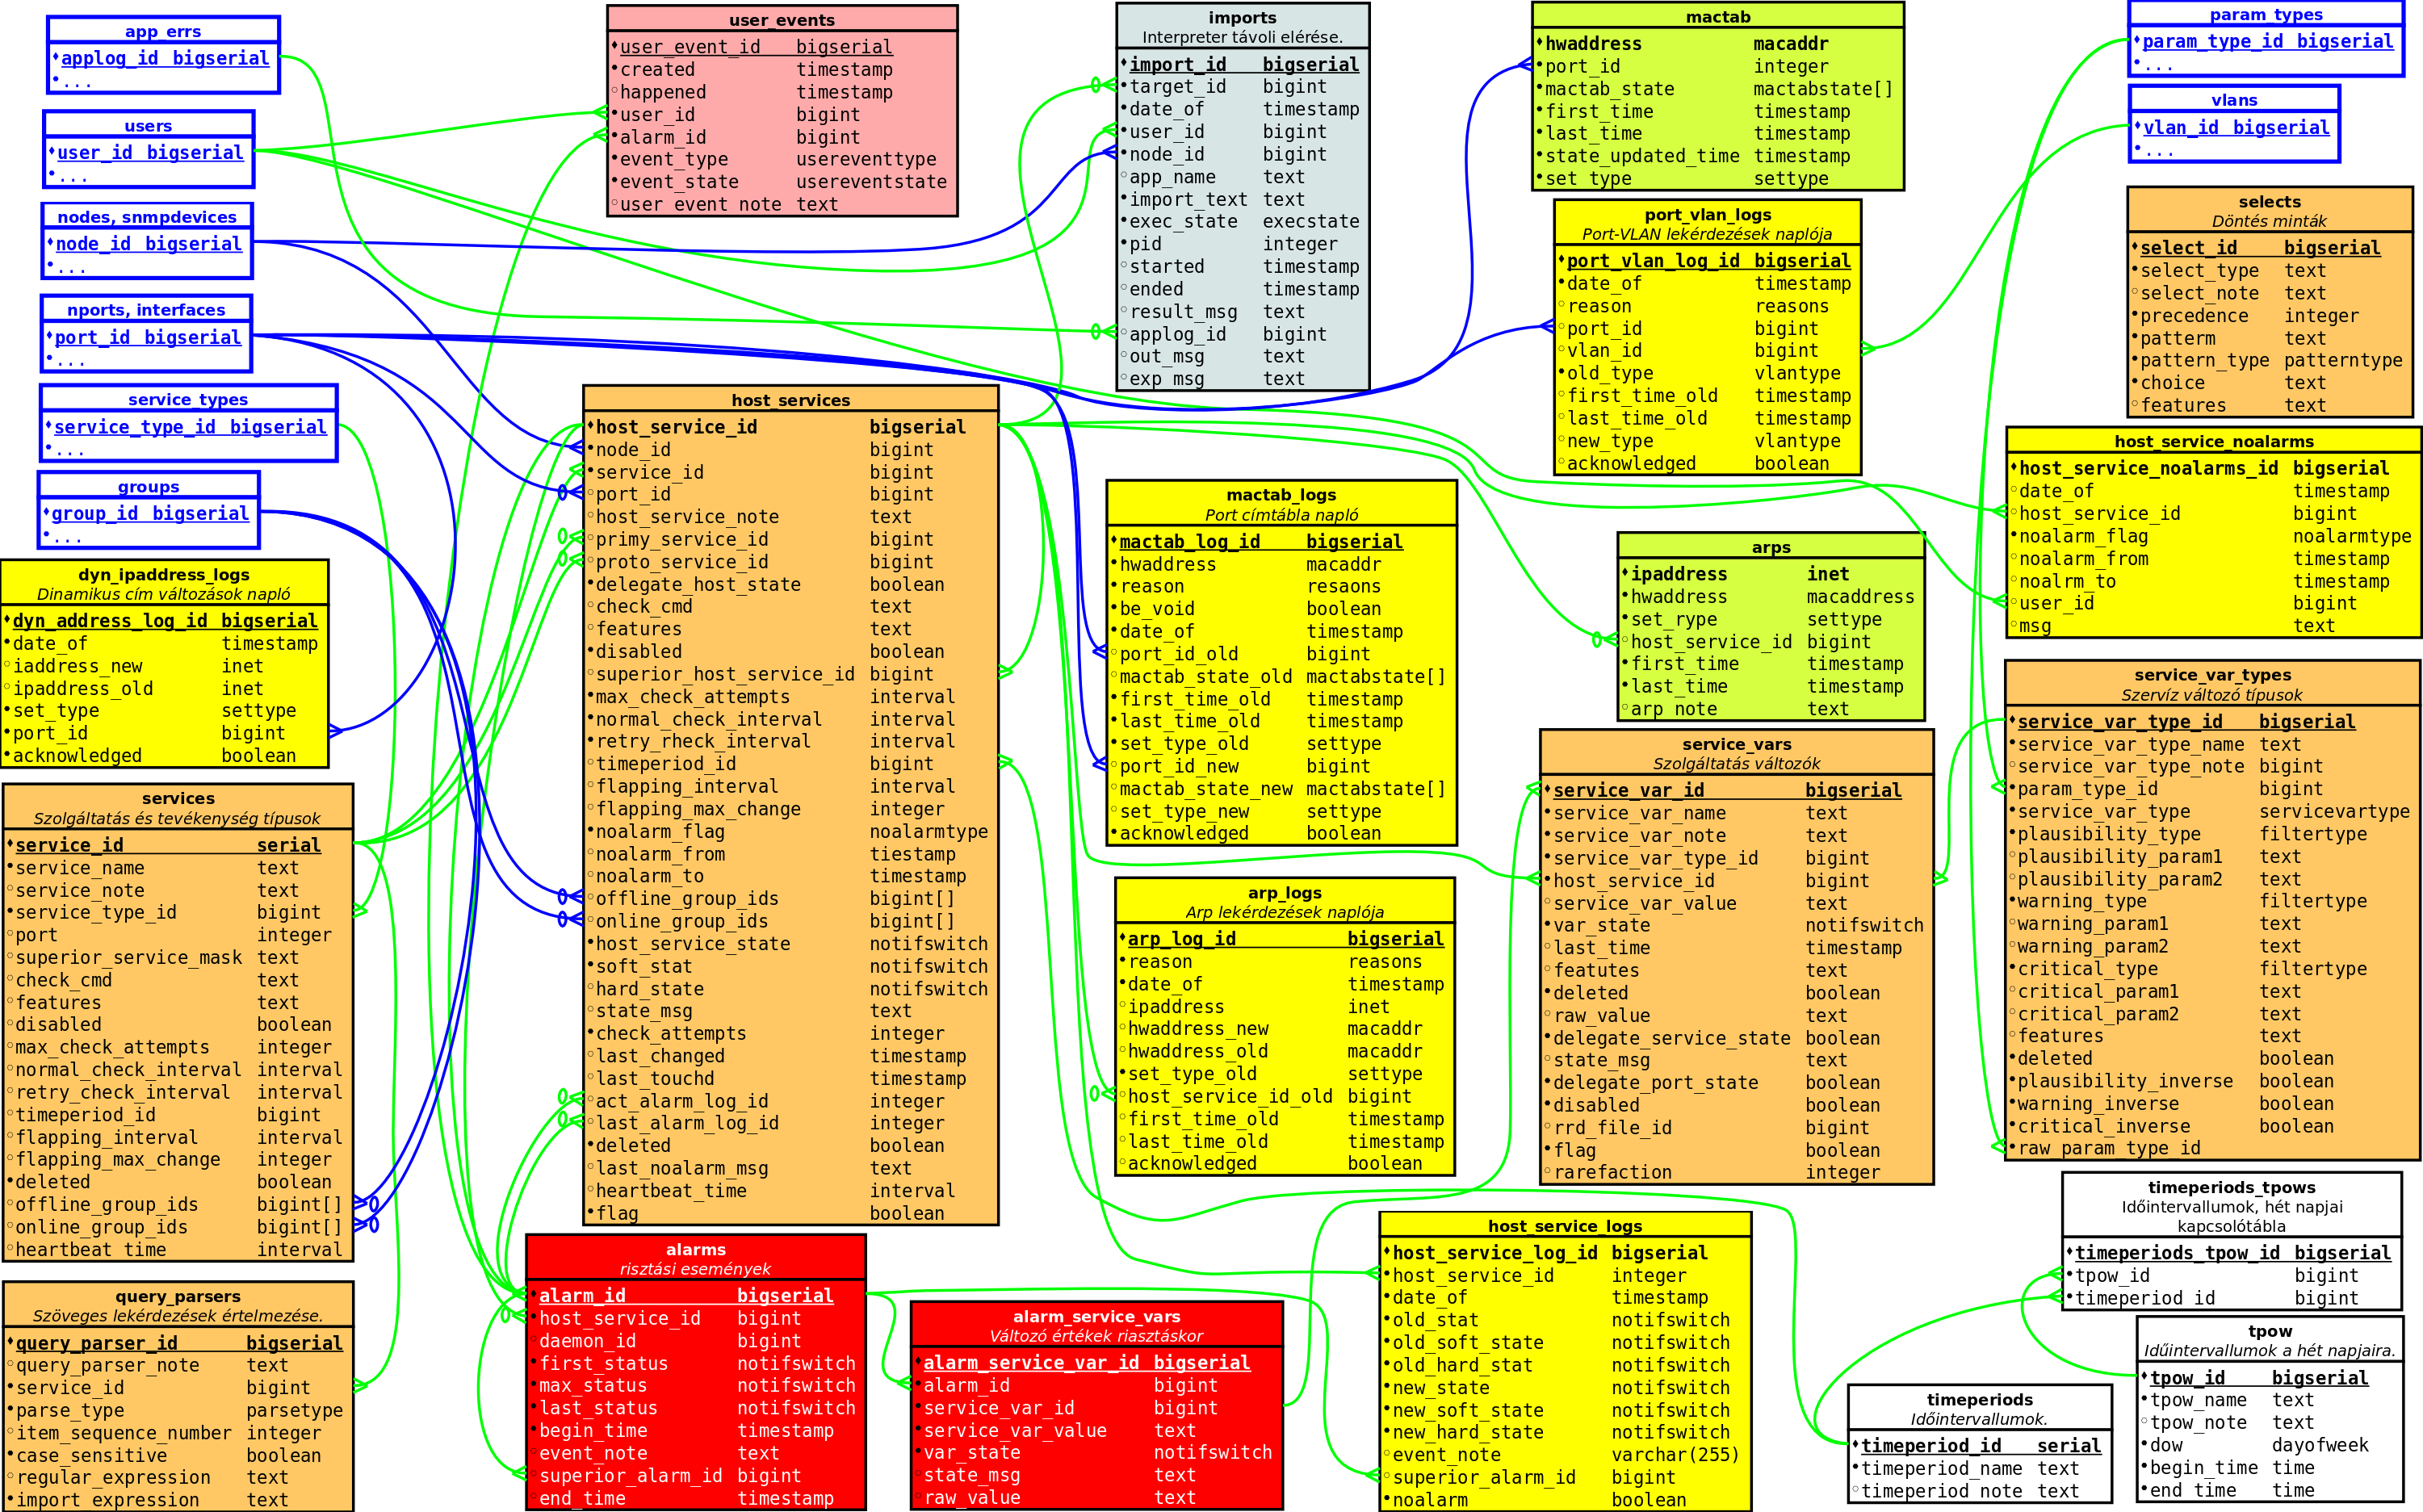 app_errs
applog_id bigserial
...
users
user_id bigserial
...
nodes, snmpdevices
node_id bigserial
...
nports, interfaces
port_id bigserial
...
service_types
service_type_id bigserial
...
groups
group_id bigserial
...
dyn_ipaddress_logs
Dinamikus cím változások napló
dyn_address_log_id bigserial
date_of timestamp
iaddress_new inet
ipaddress_old inet
set_type settype
port_id bigint
acknowledged boolean
services
Szolgáltatás és tevékenység típusok
service_id serial
service_name text
service_note text
service_type_id bigint
port integer
superior_service_mask text
check_cmd text
features text
disabled boolean
max_check_attempts integer
normal_check_interval interval
retry_check_interval interval
timeperiod_id bigint
flapping_interval interval
flapping_max_change integer
deleted boolean
offline_group_ids bigint[]
online_group_ids bigint[]
heartbeat_time interval
query_parsers
Szöveges lekérdezések értelmezése.
query_parser_id bigserial
query_parser_note text
service_id bigint
parse_type parsetype
item_sequence_number integer
case_sensitive boolean
regular_expression text
import_expression text
user_events
user_event_id bigserial
created timestamp
happened timestamp
user_id bigint
alarm_id bigint
event_type usereventtype
event_state usereventstate
user_event_note text
host_services
host_service_id bigserial
node_id bigint
service_id bigint
port_id bigint
host_service_note text
primy_service_id bigint
proto_service_id bigint
delegate_host_state boolean
check_cmd text
features text
disabled boolean
superior_host_service_id bigint
max_check_attempts interval
normal_check_interval interval
retry_rheck_interval interval
timeperiod_id bigint
flapping_interval interval
flapping_max_change integer
noalarm_flag noalarmtype
noalarm_from tiestamp
noalarm_to timestamp
offline_group_ids bigint[]
online_group_ids bigint[]
host_service_state notifswitch
soft_stat notifswitch
hard_state notifswitch
state_msg text
check_attempts integer
last_changed timestamp
last_touchd timestamp
act_alarm_log_id integer
last_alarm_log_id integer
deleted boolean
last_noalarm_msg text
heartbeat_time interval
flag boolean
alarms
risztási események
alarm_id bigserial
host_service_id bigint
daemon_id bigint
first_status notifswitch
max_status notifswitch
last_status notifswitch
begin_time timestamp
event_note text
superior_alarm_id bigint
end_time timestamp
imports
Interpreter távoli elérése.
import_id bigserial
target_id bigint
date_of timestamp
user_id bigint
node_id bigint
app_name text
import_text text
exec_state execstate
pid integer
started timestamp
ended timestamp
result_msg text
applog_id bigint
out_msg text
exp_msg text
mactab_logs
Port címtábla napló
mactab_log_id bigserial
hwaddress macaddr
reason resaons
be_void boolean
date_of timestamp
port_id_old bigint
mactab_state_old mactabstate[]
first_time_old timestamp
last_time_old timestamp
set_type_old settype
port_id_new bigint
mactab_state_new mactabstate[]
set_type_new settype
acknowledged boolean
arp_logs
Arp lekérdezések naplója
arp_log_id bigserial
reason reasons
date_of timestamp
ipaddress inet
hwaddress_new macaddr
hwaddress_old macaddr
set_type_old settype
host_service_id_old bigint
first_time_old timestamp
last_time_old timestamp
acknowledged boolean
alarm_service_vars
Változó értékek riasztáskor
alarm_service_var_id bigserial
alarm_id bigint
service_var_id bigint
service_var_value text
var_state notifswitch
state_msg text
raw_value text
mactab
hwaddress macaddr
port_id integer
mactab_state mactabstate[]
first_time timestamp
last_time timestamp
state_updated_time timestamp
set_type settype
port_vlan_logs
Port-VLAN lekérdezések naplója
port_vlan_log_id bigserial
date_of timestamp
reason reasons
port_id bigint
vlan_id bigint
old_type vlantype
first_time_old timestamp
last_time_old timestamp
new_type vlantype
acknowledged boolean
arps
ipaddress inet
hwaddress macaddress
set_rype settype
host_service_id bigint
first_time timestamp
last_time timestamp
arp_note text
service_vars
Szolgáltatás változók
service_var_id bigserial
service_var_name text
service_var_note text
service_var_type_id bigint
host_service_id bigint
service_var_value text
var_state notifswitch
last_time timestamp
featutes text
deleted boolean
raw_value text
delegate_service_state boolean
state_msg text
delegate_port_state boolean
disabled boolean
rrd_file_id bigint
flag boolean
rarefaction integer
host_service_logs
host_service_log_id bigserial
host_service_id integer
date_of timestamp
old_stat notifswitch
old_soft_state notifswitch
old_hard_stat notifswitch
new_state notifswitch
new_soft_state notifswitch
new_hard_state notifswitch
event_note varchar(255)
superior_alarm_id bigint
noalarm boolean
param_types
param_type_id bigserial
...
vlans
vlan_id bigserial
...
selects
Döntés minták
select_id bigserial
select_type text
select_note text
precedence integer
patterm text
pattern_type patterntype
choice text
features text
host_service_noalarms
host_service_noalarms_id bigserial
date_of timestamp
host_service_id bigint
noalarm_flag noalarmtype
noalarm_from timestamp
noalrm_to timestamp
user_id bigint
msg text
service_var_types
Szervíz változó típusok
service_var_type_id bigserial
service_var_type_name text
service_var_type_note bigint
param_type_id bigint
service_var_type servicevartype
plausibility_type filtertype
plausibility_param1 text
plausibility_param2 text
warning_type filtertype
warning_param1 text
warning_param2 text
critical_type filtertype
critical_param1 text
critical_param2 text
features text
deleted boolean
plausibility_inverse boolean
warning_inverse boolean
critical_inverse boolean
raw_param_type_id
timeperiods_tpows
Időintervallumok, hét napjai
kapcsolótábla
timeperiods_tpow_id bigserial
tpow_id bigint
timeperiod_id bigint
tpow
Idűintervallumok a hét napjaira.
tpow_id bigserial
tpow_name text
tpow_note text
dow dayofweek
begin_time time
end_time time
timeperiods
Időintervallumok.
timeperiod_id serial
timeperiod_name text
timeperiod_note text